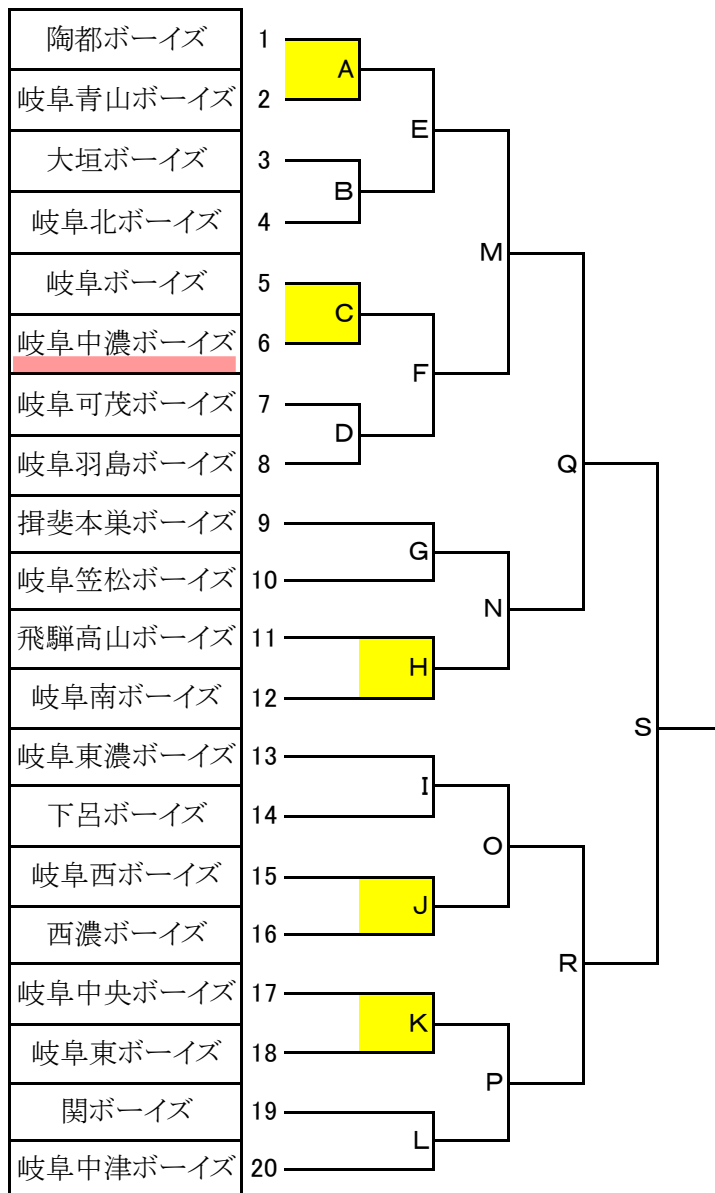 陶都ボーイズ 1
A
岐阜青山ボーイズ 2
E
大垣ボーイズ 3
B
岐阜北ボーイズ 4
M
岐阜ボーイズ 5
C
岐阜中濃ボーイズ 6
F
岐阜可茂ボーイズ 7
D
岐阜羽島ボーイズ 8
Q
揖斐本巣ボーイズ 9
G
岐阜笠松ボーイズ 10
N
飛騨高山ボーイズ 11
H
岐阜南ボーイズ 12
S
岐阜東濃ボーイズ 13
I
下呂ボーイズ 14
O
岐阜西ボーイズ 15
J
西濃ボーイズ 16
R
岐阜中央ボーイズ 17
K
岐阜東ボーイズ 18
P
関ボーイズ 19
L
岐阜中津ボーイズ 20